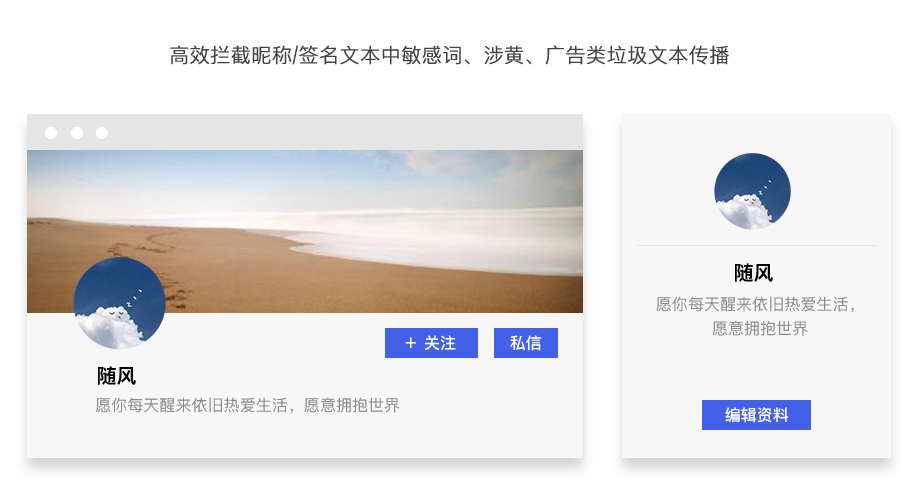 高效拦截昵称/签名文本中敏感词、涉黄、广告类垃圾文本传播
+ 关注
私信
随风
愿你每天醒来依旧热爱生活，愿意拥抱世界
随风
愿你每天醒来依旧热爱生活，
愿意拥抱世界
编辑资料